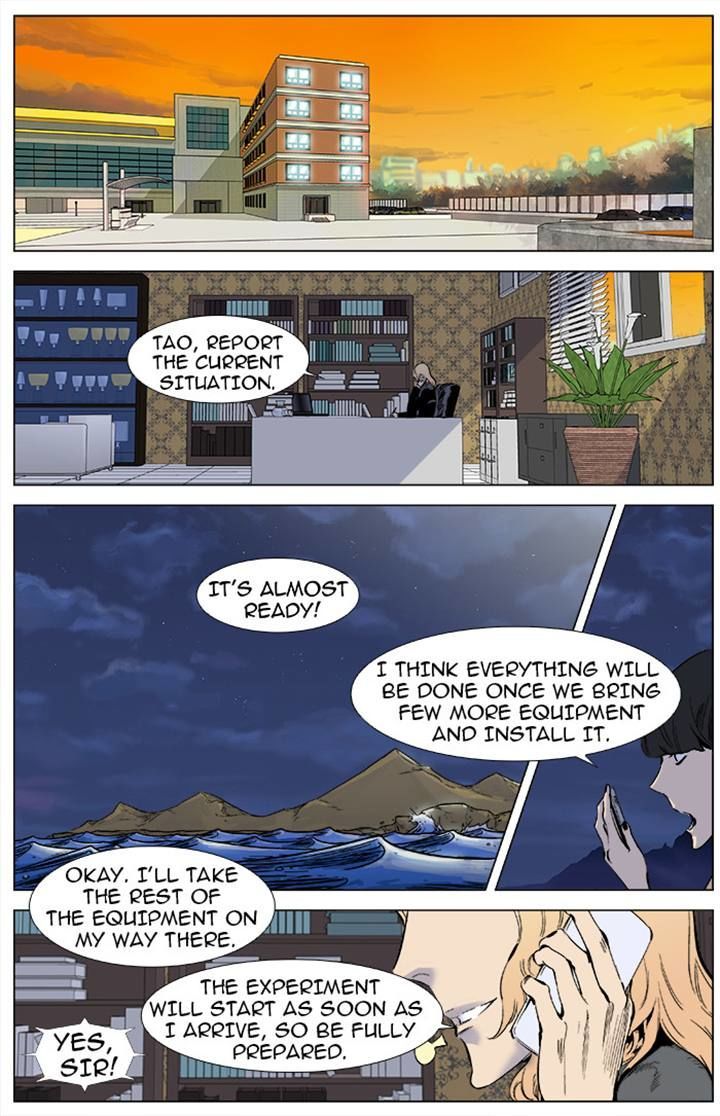 TAO, REPORT
THE CURRENT
SITUATION.
IT'S ALMOST
READY!
I THINK EVERYTHING WILL
BE DONE ONCE WE BRING
FEW MORE EQUIPMENT
AND INSTALL IT.
OKAY. I'LL TAKE
THE REST OF
THE EQUIPMENT ON
MY WAY THERE.
THE EXPERIMENT
WILL START AS SOON AS
I ARRIVE, SO BE FULLY
PREPARED.
YES,
SIR!